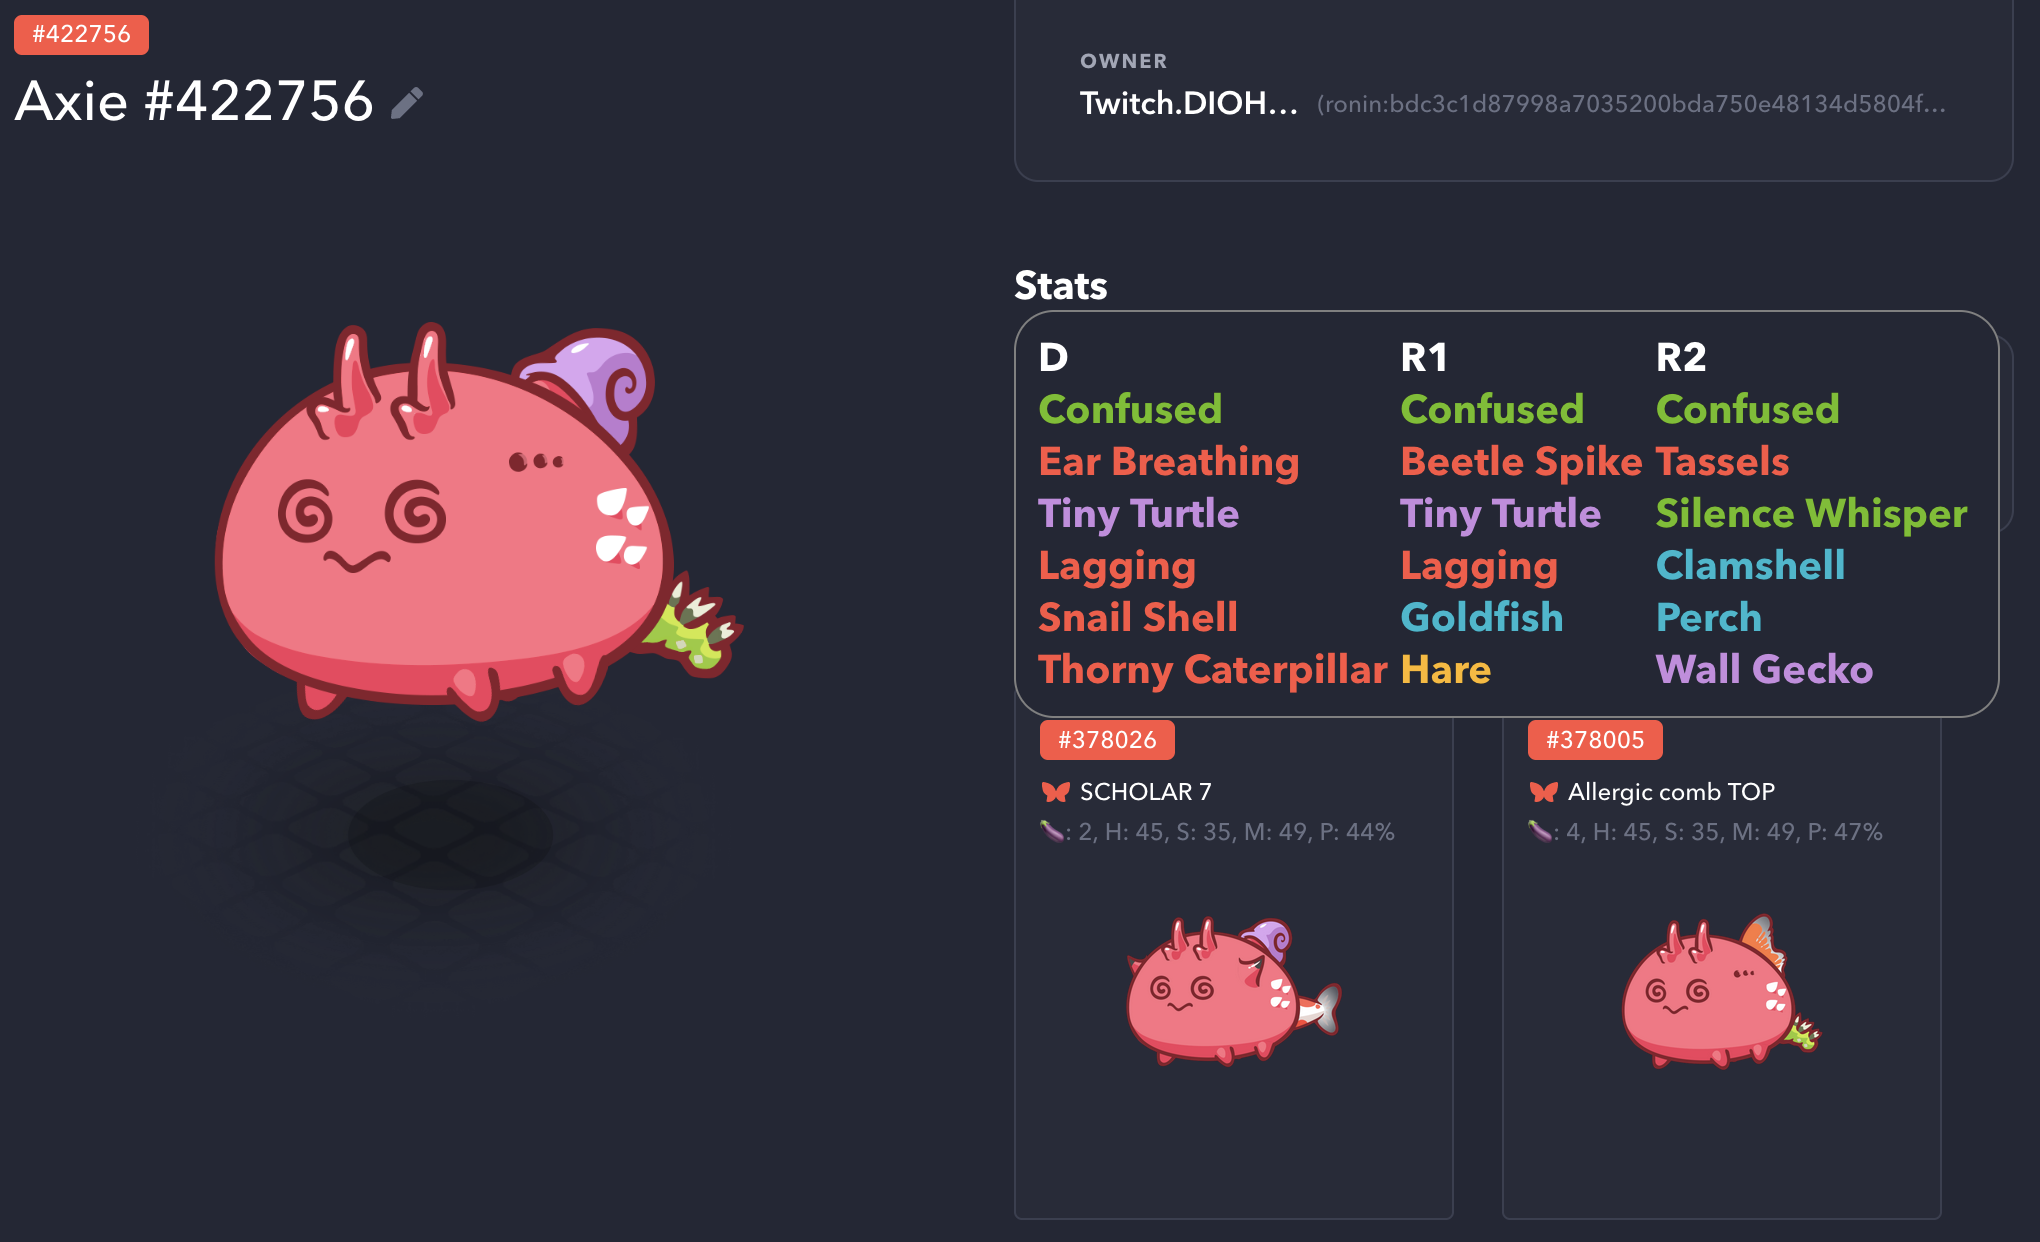 #422756
Axie #422756
OWNER
Twitch.DIOH... (ronin:bdc3c1d87998a7035200bda750e48134d5804f...
Stats
D R1 R2
Confused Confused Confused
Ear Breathing Beetle Spike Tassels
Tiny Turtle Tiny Turtle Silence Whisper
Lagging Lagging Clamshell
Snail Shell Goldfish Perch
Thorny Caterpillar Hare Wall Gecko
#378026
SCHOLAR 7
🍆: 2, H: 45, S: 35, M: 49, P: 44%
#378005
Allergic comb TOP
🍆: 4, H: 45, S: 35, M: 49, P: 47%